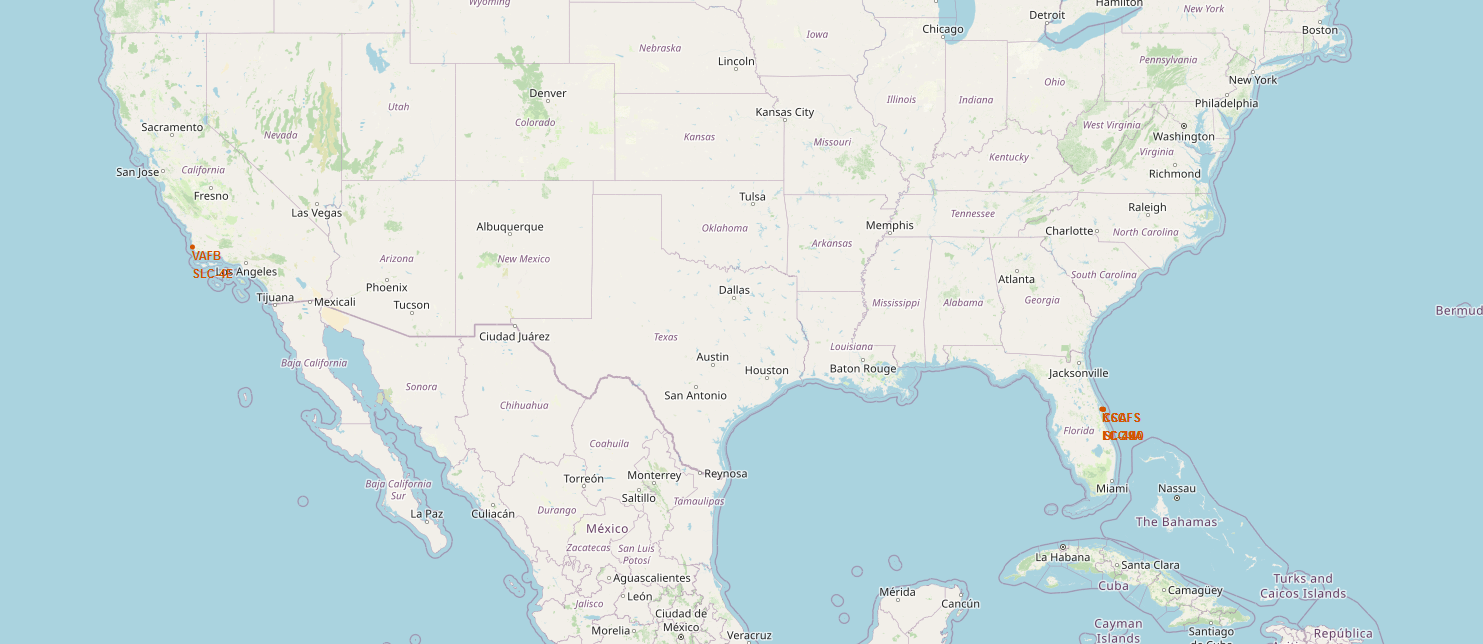 Wyoming
Detroit
Hamilton
New York
Chicago
Iowa
Boston
Nebraska
Lincoln
Pennsylvania
New York
Denver
Utah
Ohio
Illinois
Indiana
Philadelphia
Kansas City
Colorado
Sacramento
Nevada
Kansas
Missouri
West Virginia
Washington
Virginia
Kentucky
San Jose
California
Richmond
Fresno
Tulsa
Las Vegas
Raleigh
Tennessee
Albuquerque
Oklahoma
Memphis
Charlotte
North Carolina
Arkansas
VAFB
SLC-4E
Los Angeles
Arizona
New Mexico
South Carolina
Atlanta
Phoenix
Dallas
Tijuana
Mexicali
Tucson
Mississippi
Alabama
Georgia
Bermud
Ciudad Juárez
Texas
Louisiana
Austin
Baja California
Houston
Baton Rouge
Jacksonville
Sonora
San Antonio
Chihuahua
Florida
Coahuila
Torreón
Monterrey
Reynosa
Baja California
Sur
Saltillo
Tamaulipas
Miami
Nassau
La Paz
Culiacán
Durango
The Bahamas
México
Zacatecas
San Luis
Potosí
La Habana
Santa Clara
Aguascalientes
Cuba
Turks and
Caicos Islands
León
Mérida
Camagüey
Jalisco
Cancún
Ciudad de
México
Morelia
Veracruz
Cayman
Islands
Santiago
República